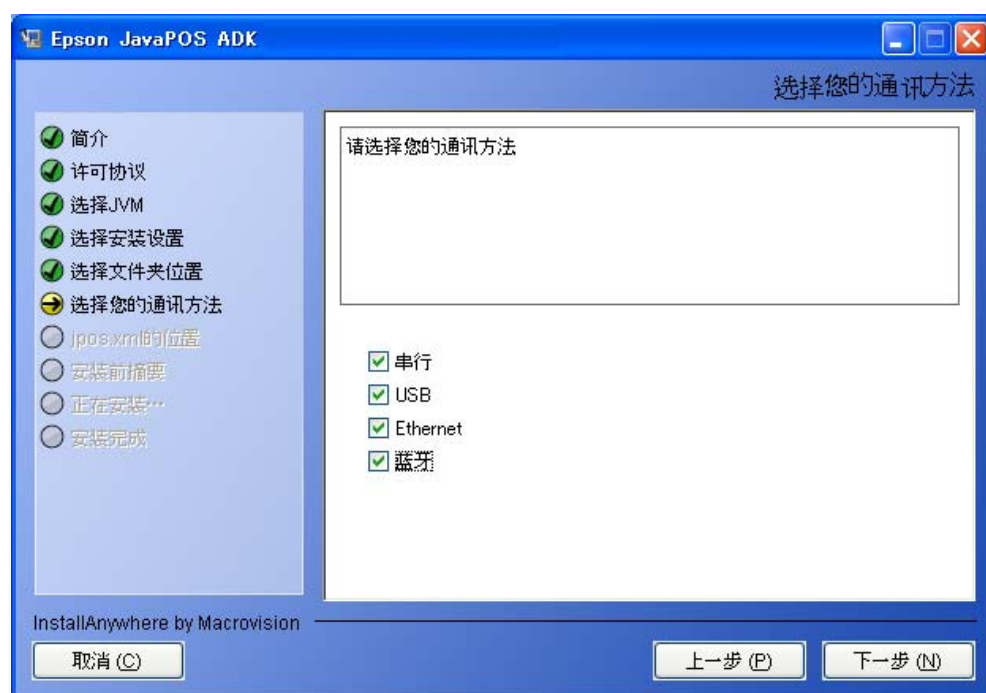 Epson JavaPOS ADK
选择您的通讯方法
简介
许可协议
选择JVM
选择安装设置
选择文件夹位置
选择您的通讯方法
jpos.xml的位置
安装前摘要
正在安装…
安装完成
请选择您的通讯方法
串行
USB
Ethernet
蓝牙
InstallAnywhere by Macrovision
取消(C)
上一步(P)
下一步(N)